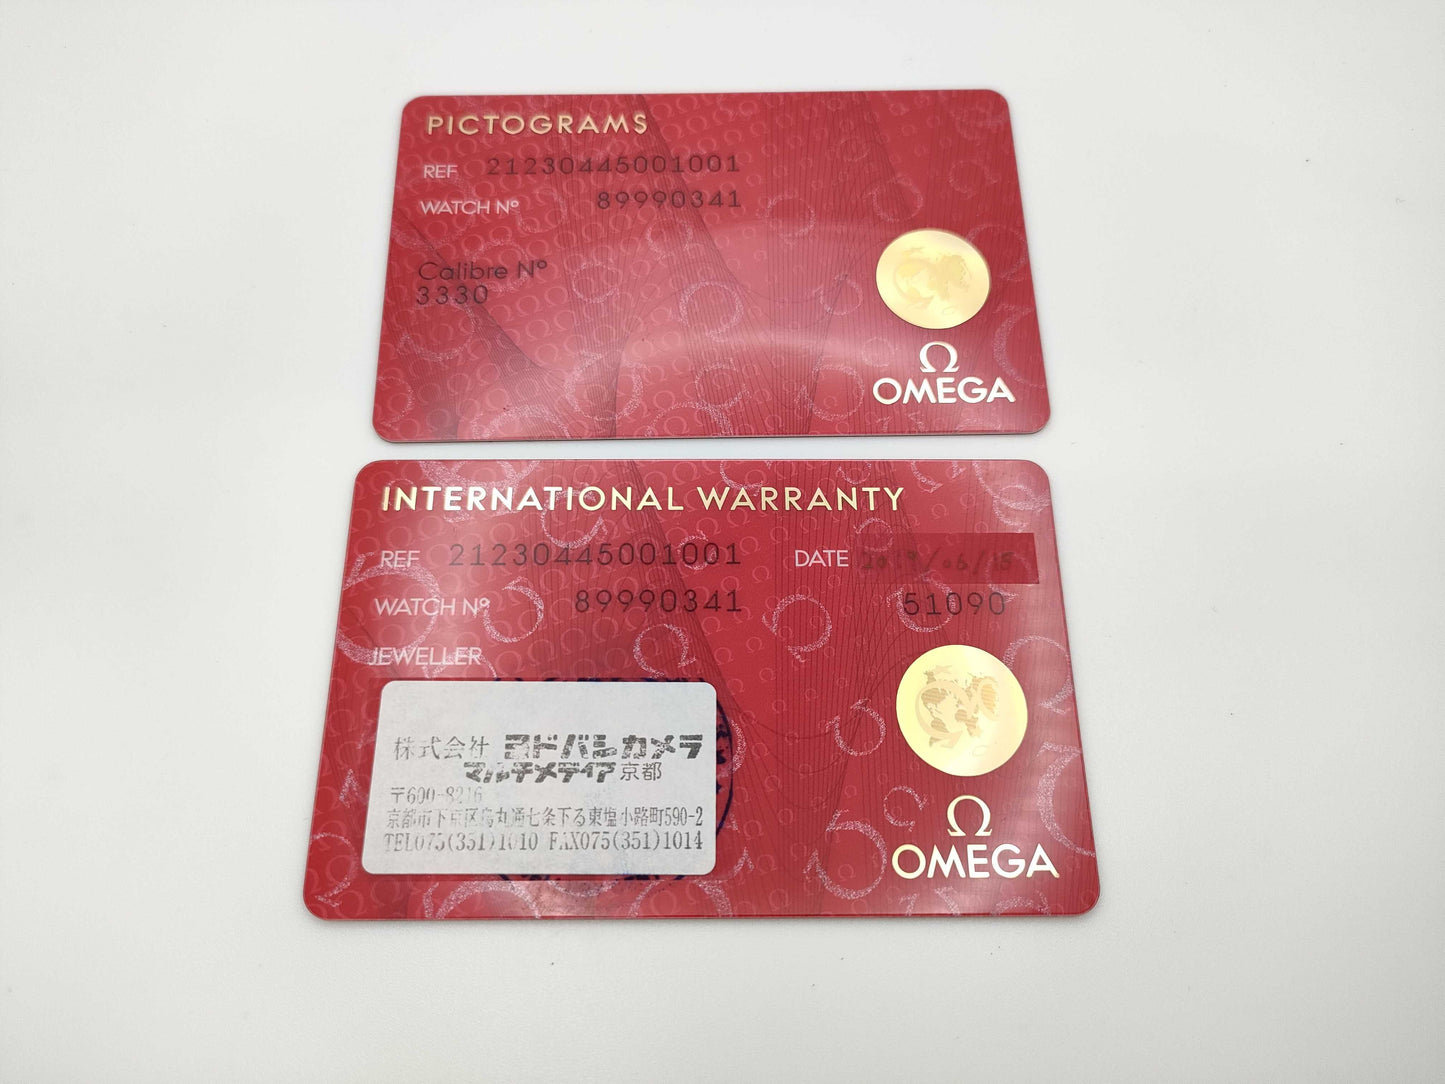 PICTOGRAMS
REF 21230445001001
WATCH Nº 89990341
Calibre Nº
3330
Ω
OMEGA
INTERNATIONAL WARRANTY
REF 21230445001001 DATE
WATCH Nº 89990341 51090
JEWELLER
株式会社 ヨドバシカメラ
マルチメディア京都
〒600-8216
京都市下京区烏丸通七条下る東塩小路町590-2
TEL075(351)1010 FAX075(351)1014
Ω
OMEGA